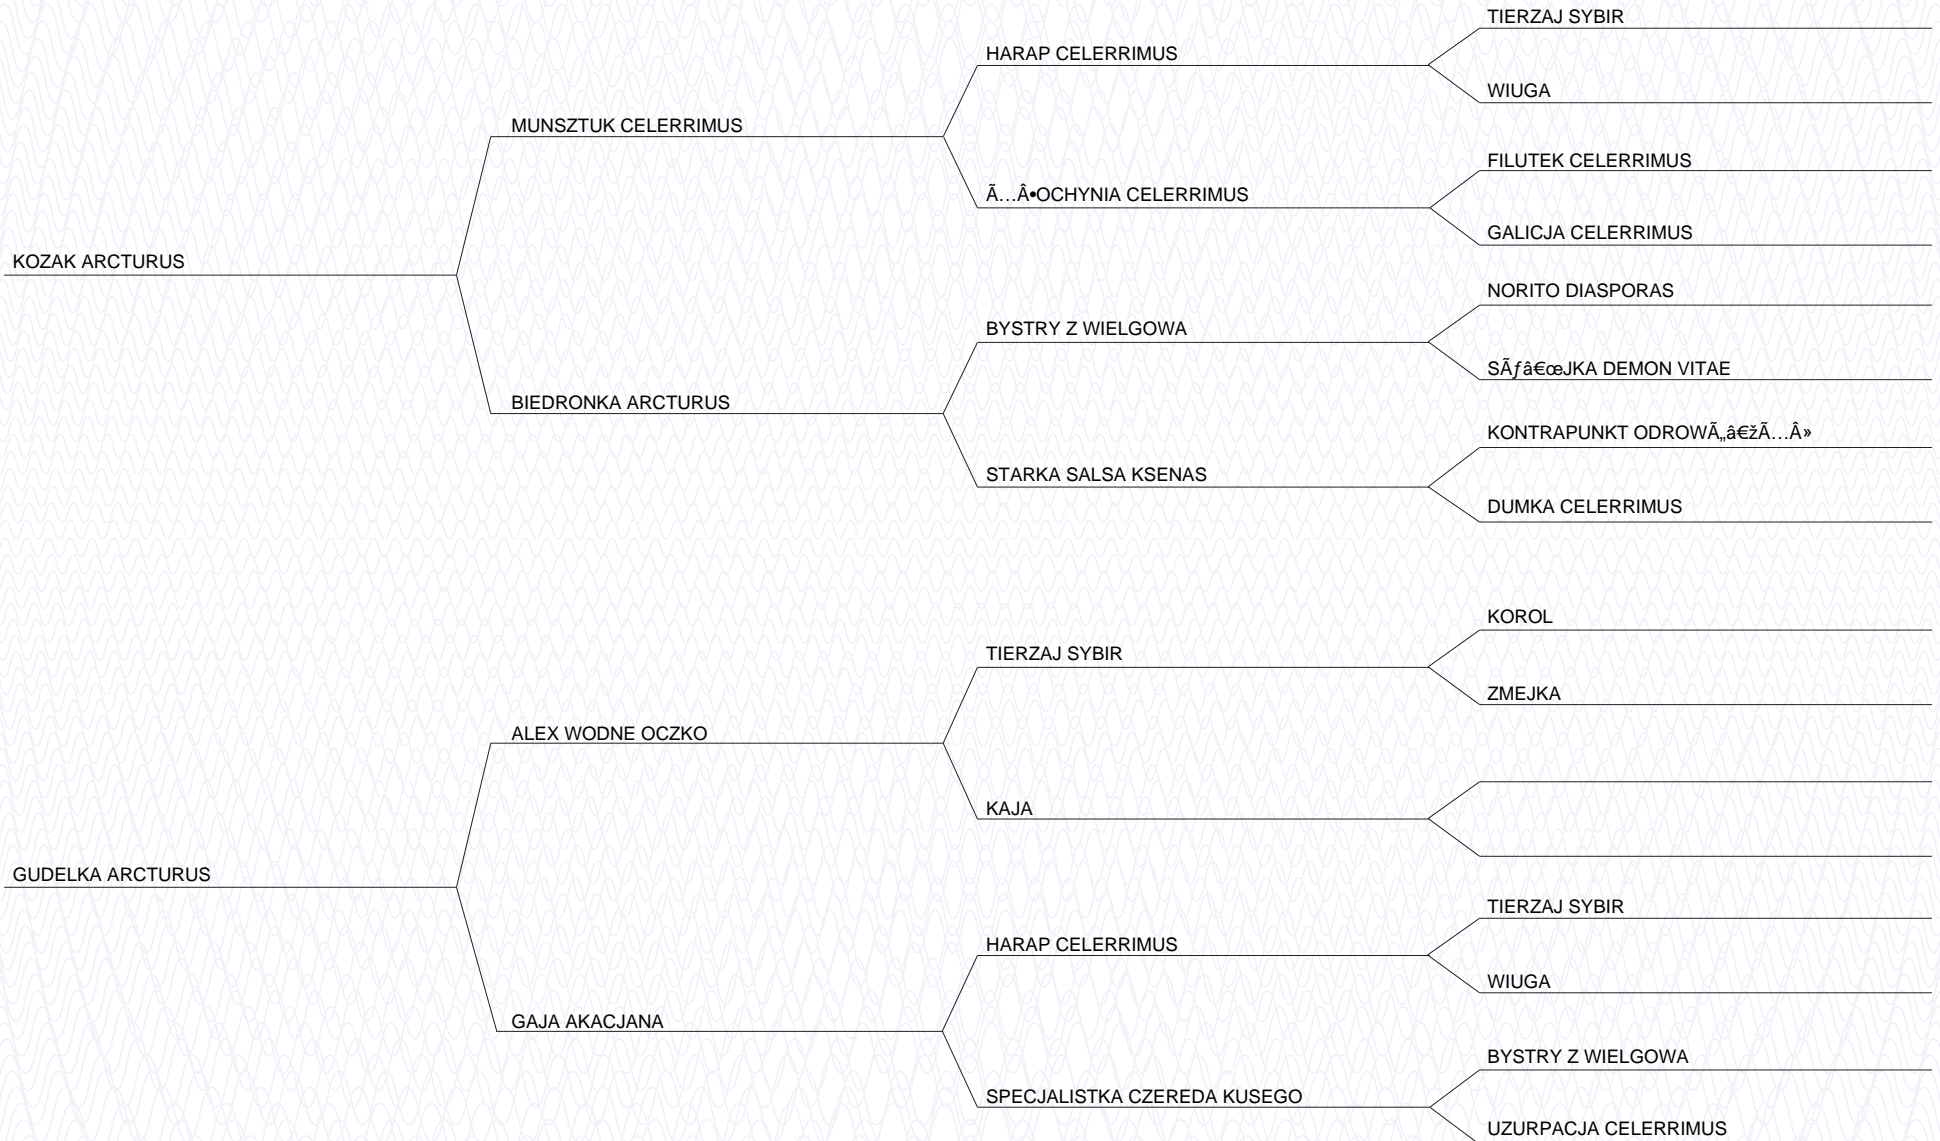 TIERZAJ SYBIR
HARAP CELERRIMUS
WIUGA
MUNSZTUK CELERRIMUS
FILUTEK CELERRIMUS
Ã…Â•OCHYNIA CELERRIMUS
GALICJA CELERRIMUS
KOZAK ARCTURUS
NORITO DIASPORAS
BYSTRY Z WIELGOWA
SÃƒâ€œJKA DEMON VITAE
BIEDRONKA ARCTURUS
KONTRAPUNKT ODROWÃ„â€žÃ…Â»
STARKA SALSA KSENAS
DUMKA CELERRIMUS
KOROL
TIERZAJ SYBIR
ZMEJKA
ALEX WODNE OCZKO
KAJA
GUDELKA ARCTURUS
TIERZAJ SYBIR
HARAP CELERRIMUS
WIUGA
GAJA AKACJANA
BYSTRY Z WIELGOWA
SPECJALISTKA CZEREDA KUSEGO
UZURPACJA CELERRIMUS